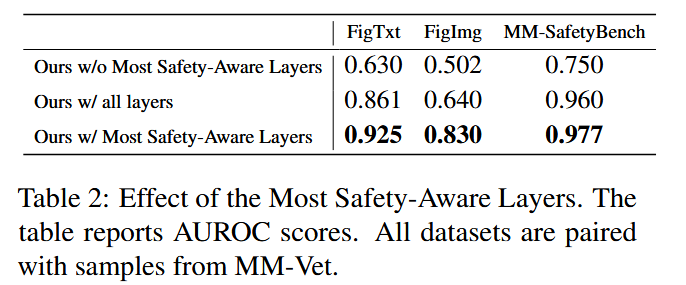 FigTxt FigImg MM-SafetyBench
Ours w/o Most Safety-Aware Layers 0.630 0.502 0.750
Ours w/ all layers 0.861 0.640 0.960
Ours w/ Most Safety-Aware Layers 0.925 0.830 0.977
Table 2: Effect of the Most Safety-Aware Layers. The
table reports AUROC scores. All datasets are paired
with samples from MM-Vet.